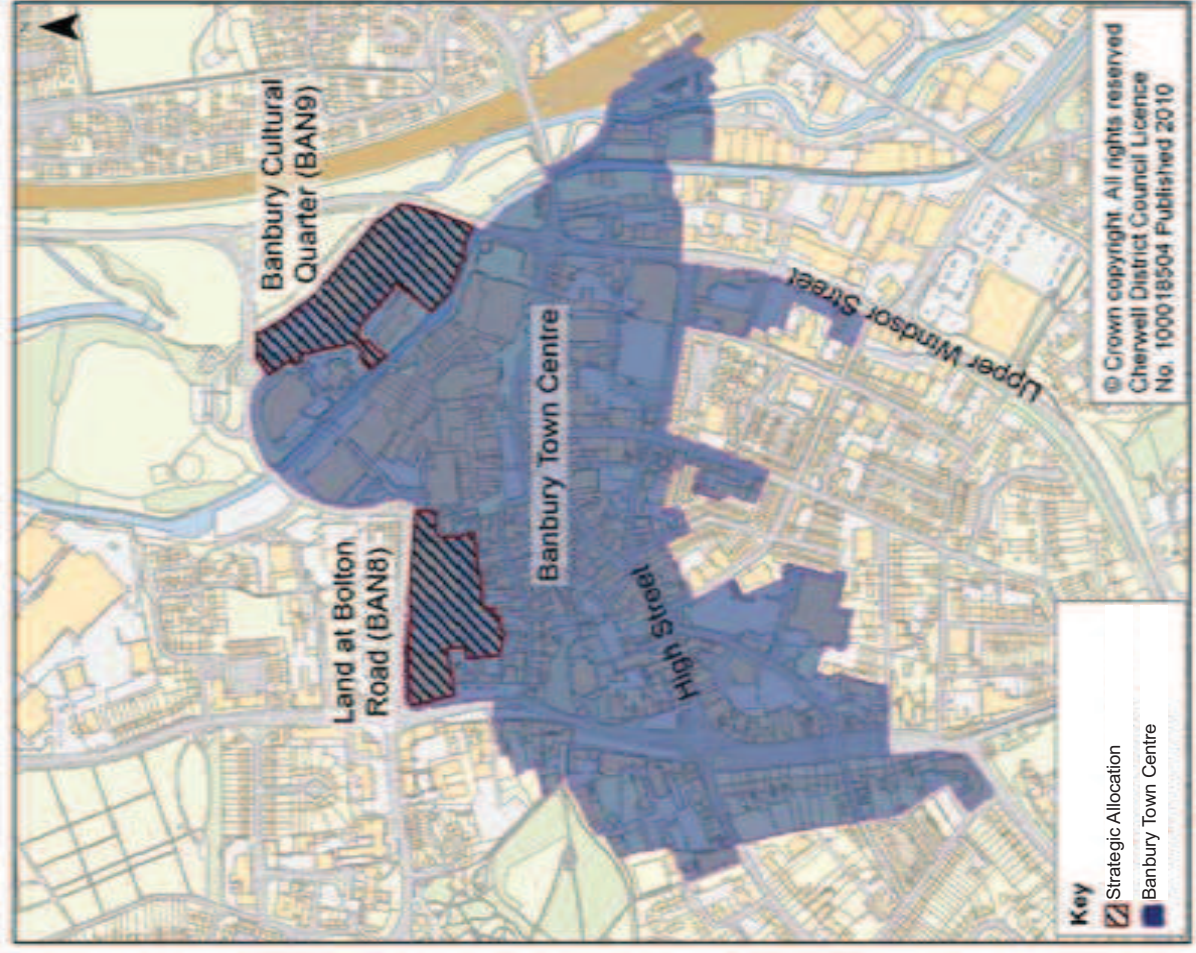 Banbury Cultural
Quarter (BAN9)
Land at Bolton
Road (BAN8)
Banbury Town Centre
High Street
Upper Windsor Street
Key
Strategic Allocation
Banbury Town Centre
© Crown copyright. All rights reserved
Cherwell District Council Licence
No. 100018504 Published 2010